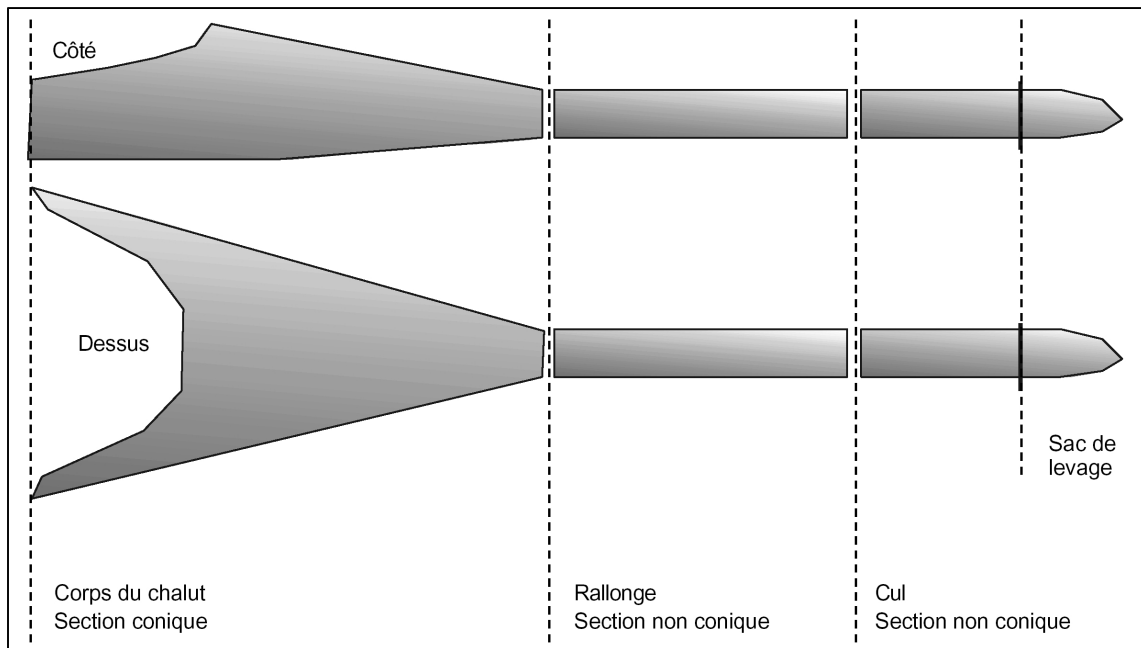 Côté
Dessus
Sac de
levage
Corps du chalut
Section conique
Rallonge
Section non conique
Cul
Section non conique